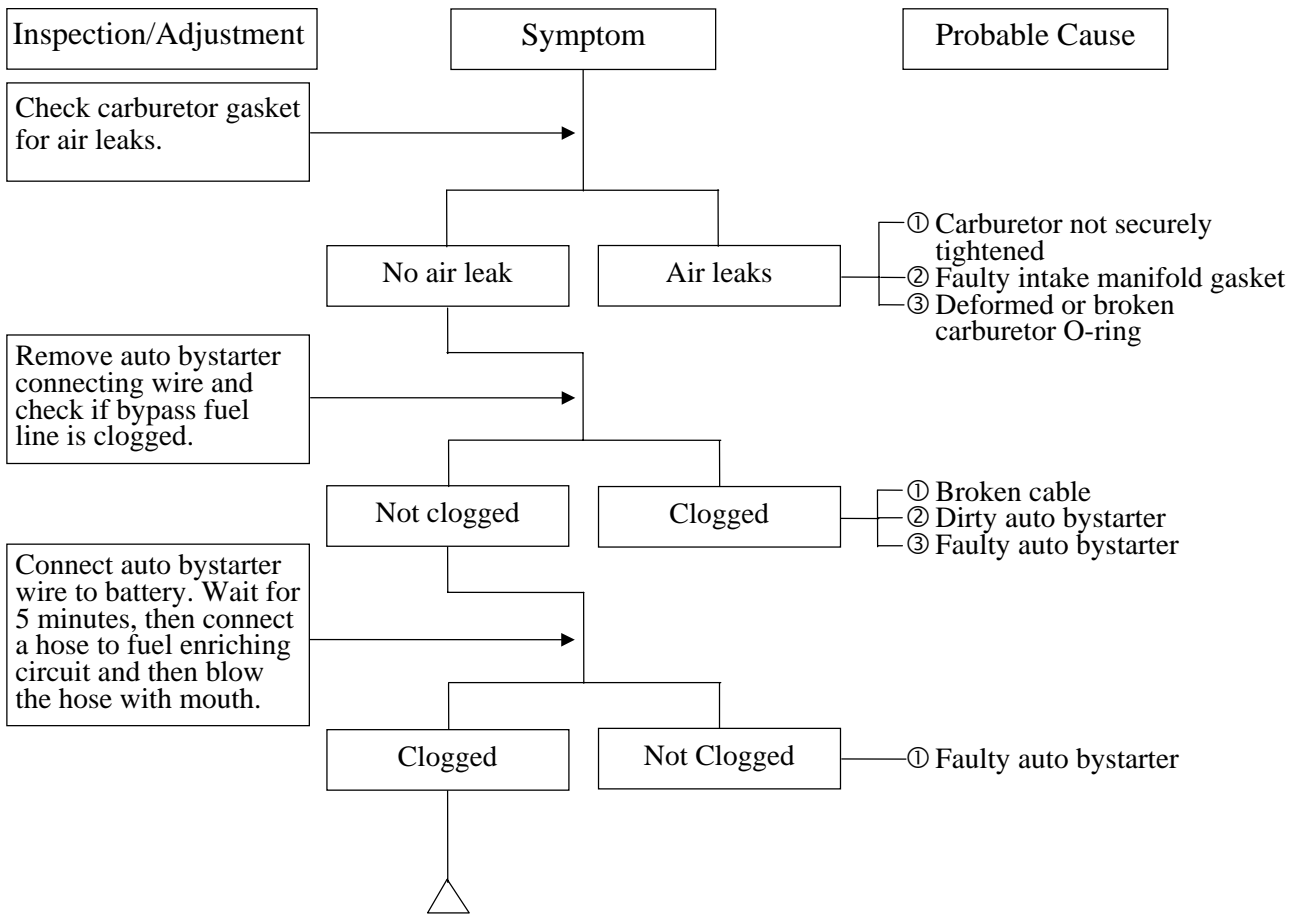 Inspection/Adjustment
Symptom
Probable Cause
Check carburetor gasket
for air leaks.
No air leak
Air leaks
① Carburetor not securely
tightened
② Faulty intake manifold gasket
③ Deformed or broken
carburetor O-ring
Remove auto bystarter
connecting wire and
check if bypass fuel
line is clogged.
Not clogged
Clogged
① Broken cable
② Dirty auto bystarter
③ Faulty auto bystarter
Connect auto bystarter
wire to battery. Wait for
5 minutes, then connect
a hose to fuel enriching
circuit and then blow
the hose with mouth.
Clogged
Not Clogged
① Faulty auto bystarter